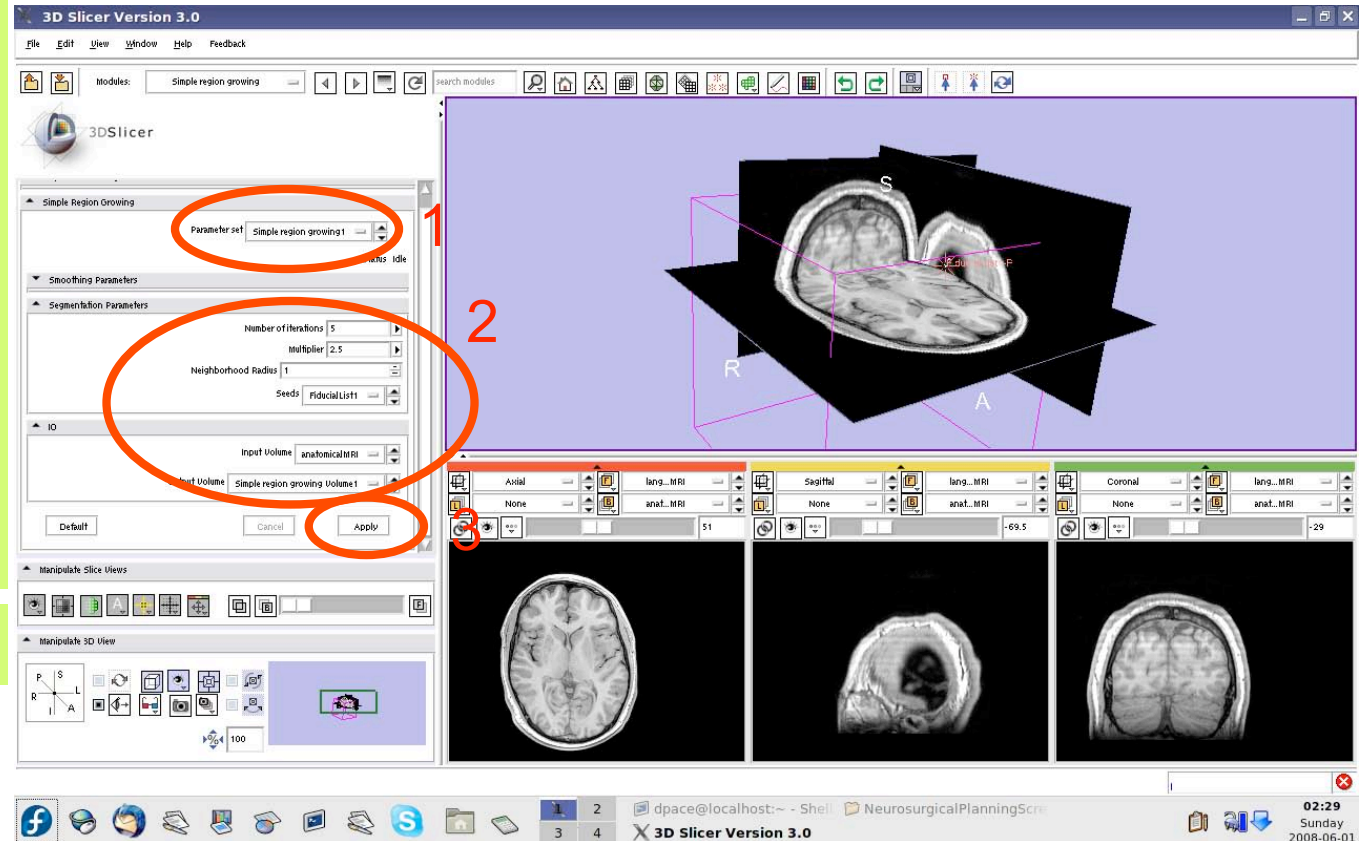 3D Slicer Version 3.0
File Edit View Window Help Feedback
Modules: Simple region growing search modules
3DSlicer
Simple Region Growing
Parameter set Simple region growing1
1
Status Idle
Smoothing Parameters
Segmentation Parameters
Number of iterations 5
2
Multiplier 2.5
Neighborhood Radius 1
Seeds FiducialList1
IO
Input Volume anatomicalMRI
Output Volume Simple region growing Volume1
Default Cancel Apply
3
Manipulate Slice Views
Manipulate 3D View
P S
R L
I A
100
S
R
A
Axial lang...MRI
None anat...MRI
51
Sagittal lang...MRI
None anat...MRI
-69.5
Coronal lang...MRI
None anat...MRI
-29
1 2
3 4
dpace@localhost:~ - Shell NeurosurgicalPlanningScre
3D Slicer Version 3.0
02:29
Sunday
2008-06-01